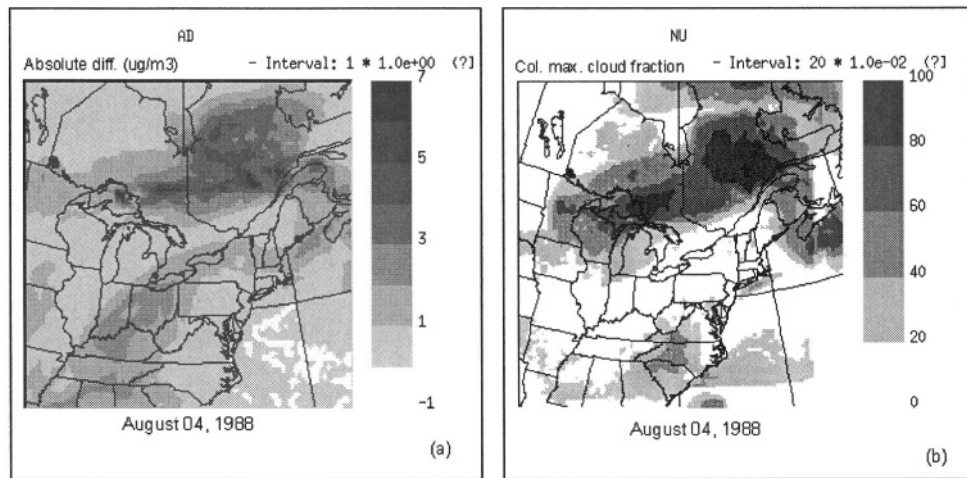 AD
Absolute diff. (ug/m3)
- Interval: 1 * 1.0e+00 (?]
7
5
3
1
-1
August 04, 1988
(a)
NU
Col. max. cloud fraction
- Interval: 20 * 1.0e-02 (?]
100
80
60
40
20
0
August 04, 1988
(b)